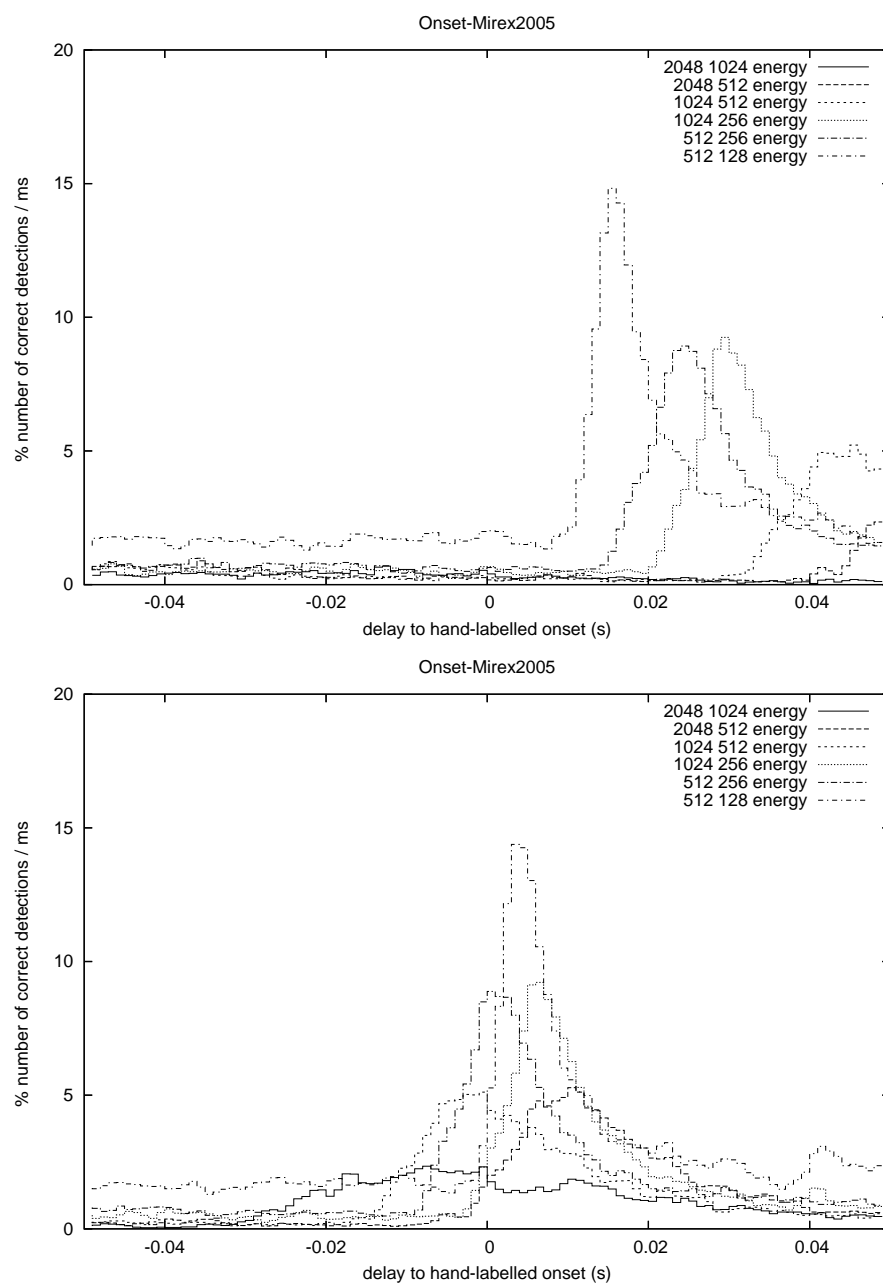 Onset-Mirex2005
20
15
10
5
0
% number of correct detections / ms
2048 1024 energy
2048 512 energy
1024 512 energy
1024 256 energy
512 256 energy
512 128 energy
-0.04
-0.02
0
0.02
0.04
delay to hand-labelled onset (s)
Onset-Mirex2005
20
15
10
5
0
% number of correct detections / ms
2048 1024 energy
2048 512 energy
1024 512 energy
1024 256 energy
512 256 energy
512 128 energy
-0.04
-0.02
0
0.02
0.04
delay to hand-labelled onset (s)